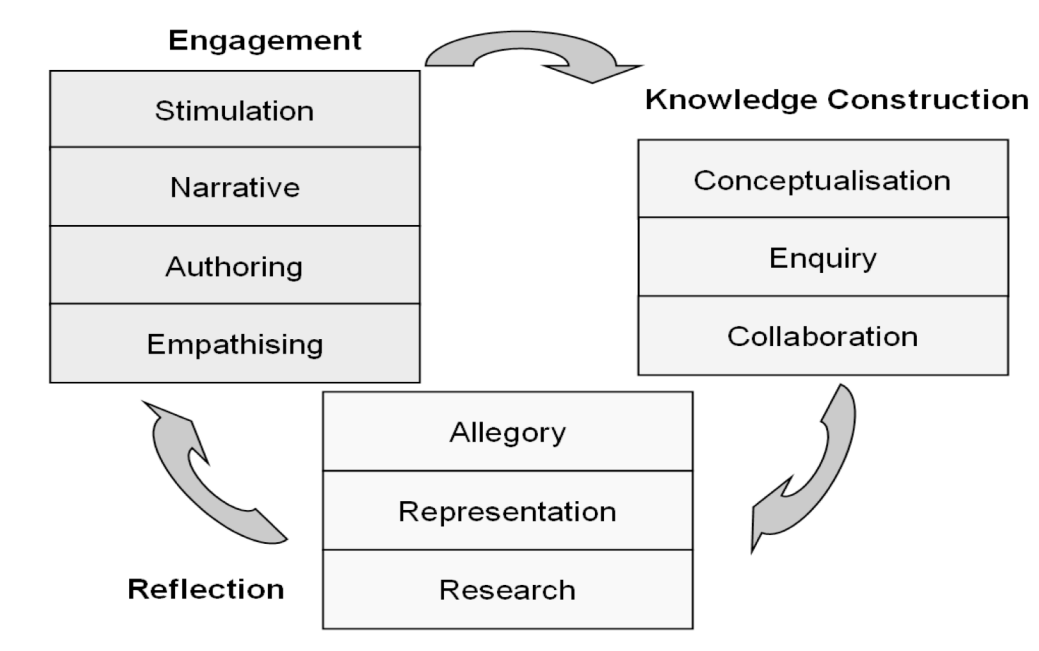 Engagement
Stimulation
Narrative
Authoring
Empathising
Knowledge Construction
Conceptualisation
Enquiry
Collaboration
Allegory
Representation
Research
Reflection